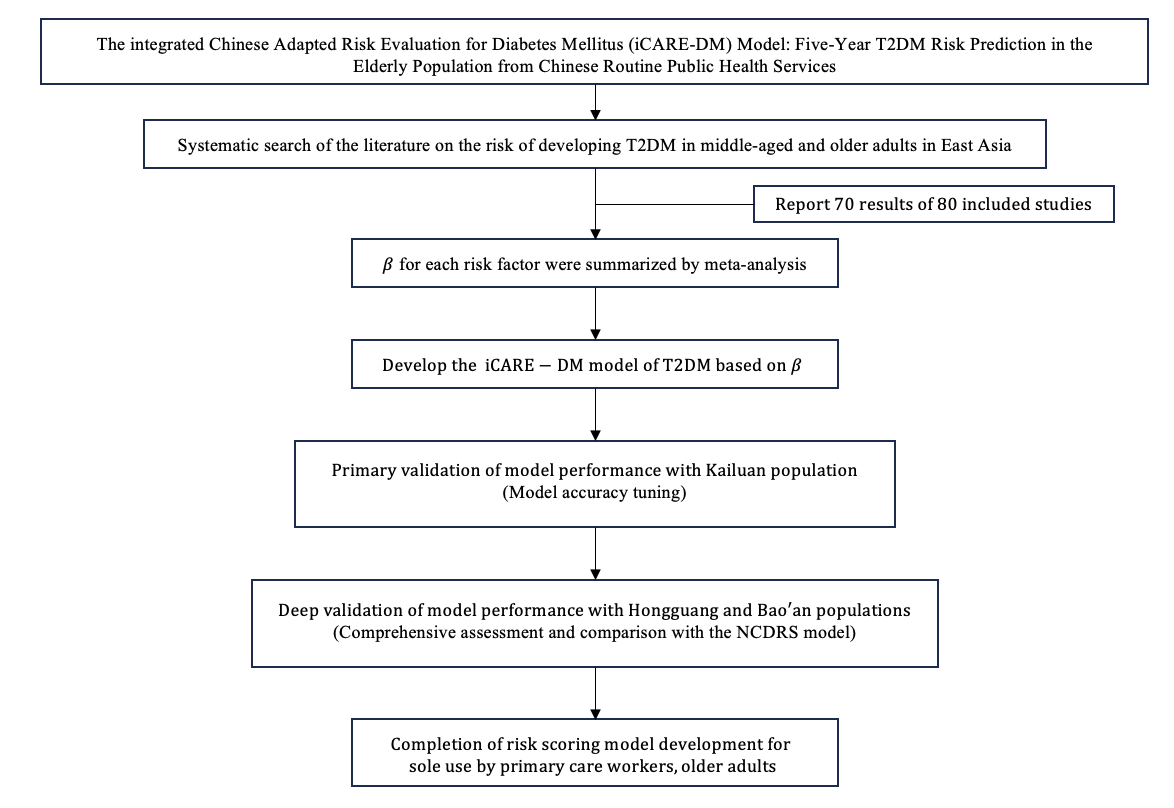 The integrated Chinese Adapted Risk Evaluation for Diabetes Mellitus (iCARE-DM) Model: Five-Year T2DM Risk Prediction in the
Elderly Population from Chinese Routine Public Health Services
Systematic search of the literature on the risk of developing T2DM in middle-aged and older adults in East Asia
Report 70 results of 80 included studies
β for each risk factor were summarized by meta-analysis
Develop the iCARE − DM model of T2DM based on β
Primary validation of model performance with Kailuan population
(Model accuracy tuning)
Deep validation of model performance with Hongguang and Bao′an populations
(Comprehensive assessment and comparison with the NCDRS model)
Completion of risk scoring model development for
sole use by primary care workers, older adults